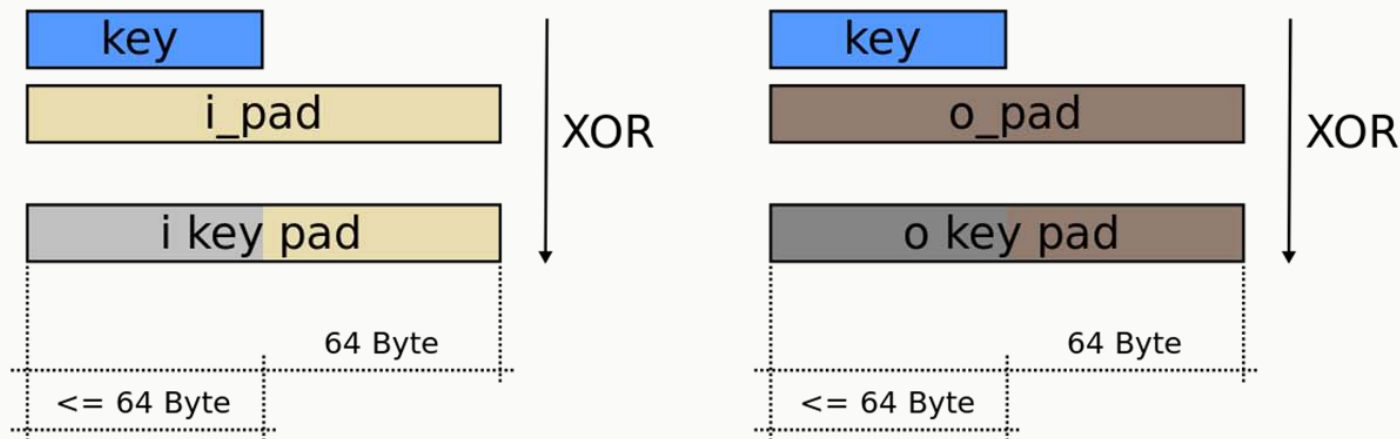 key
i_pad
XOR
i key pad
64 Byte
<= 64 Byte
key
o_pad
XOR
o key pad
64 Byte
<= 64 Byte